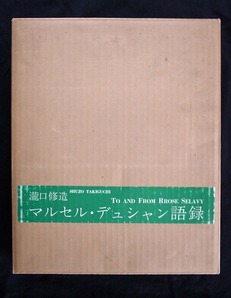 瀧口修造 SHUZO TAKIGUCHI
TO AND FROM RROSE SELAVY
マルセル・デュシャン語録